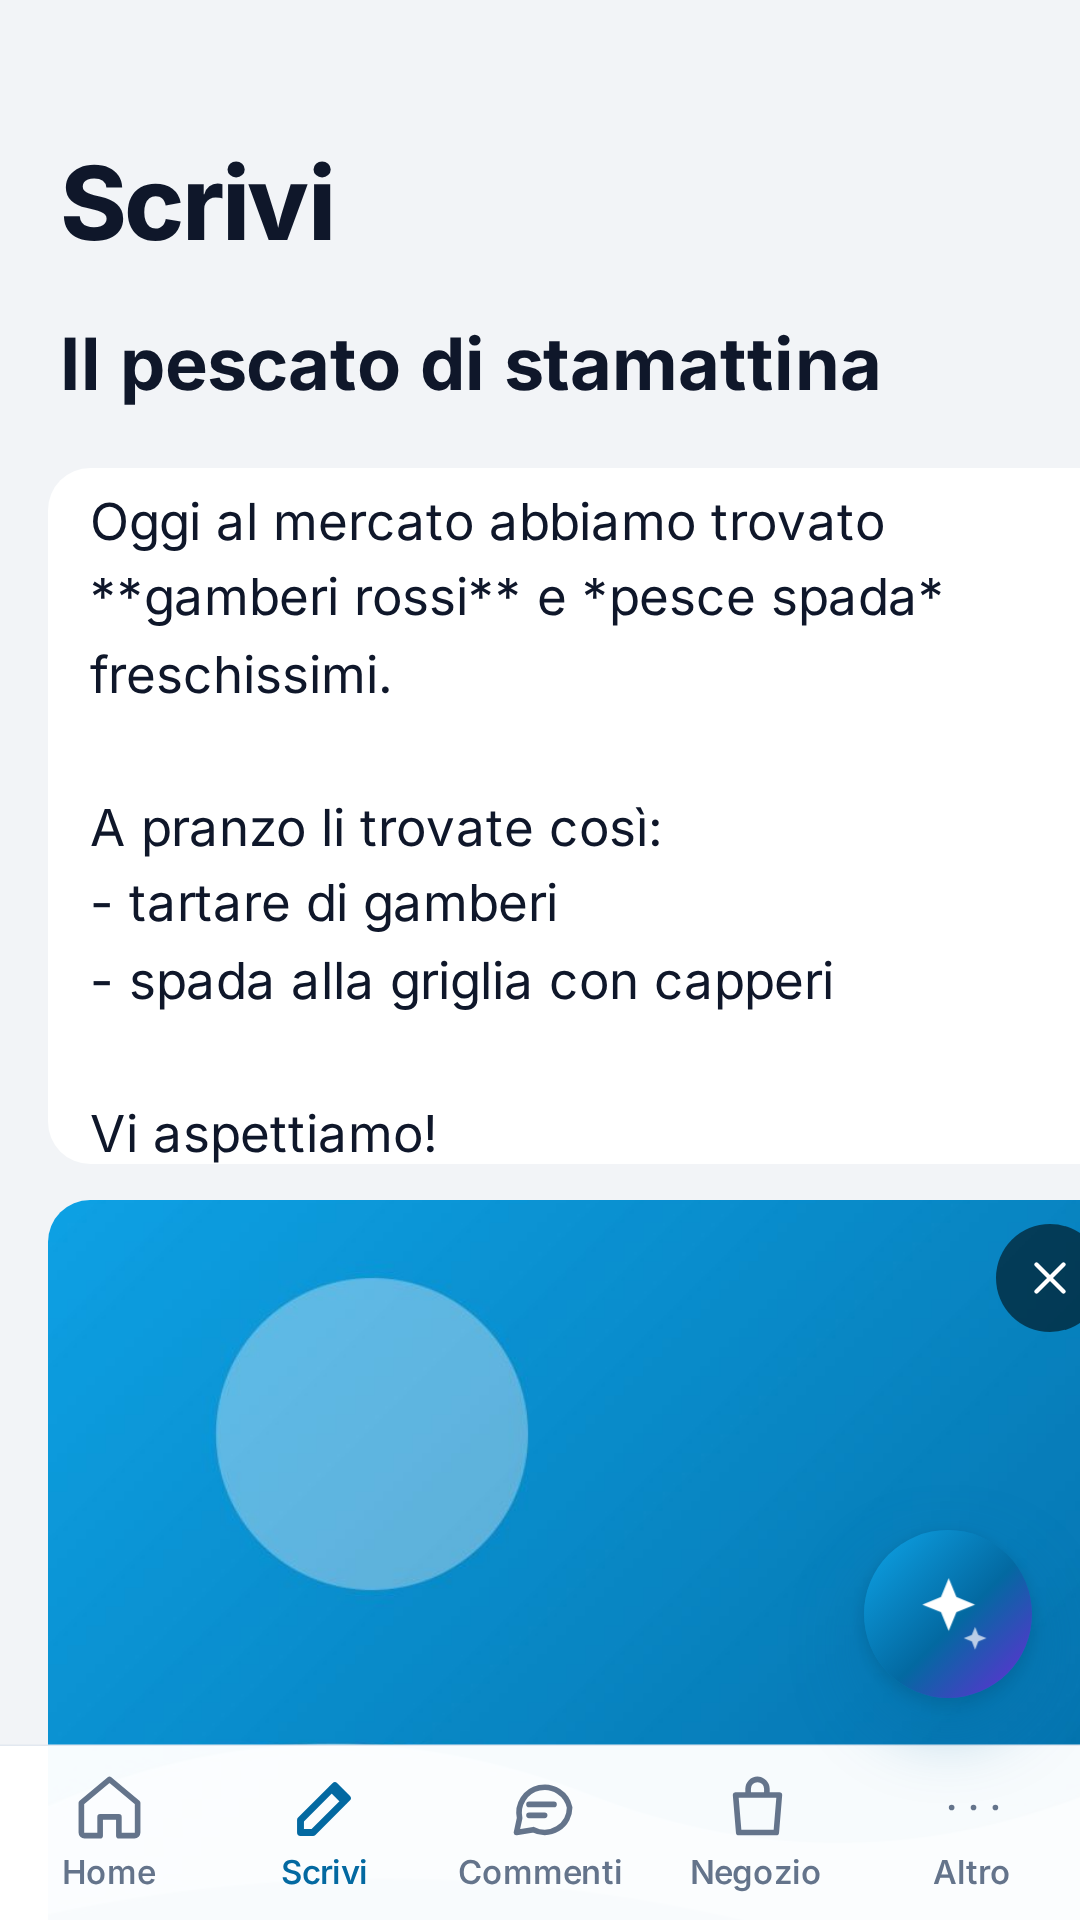 Scrivi
Il pescato di stamattina
Oggi al mercato abbiamo trovato
**gamberi rossi** e *pesce spada*
freschissimi.
A pranzo li trovate così:
- tartare di gamberi
- spada alla griglia con capperi
Vi aspettiamo!
Home
Scrivi
Commenti
Negozio
Altro